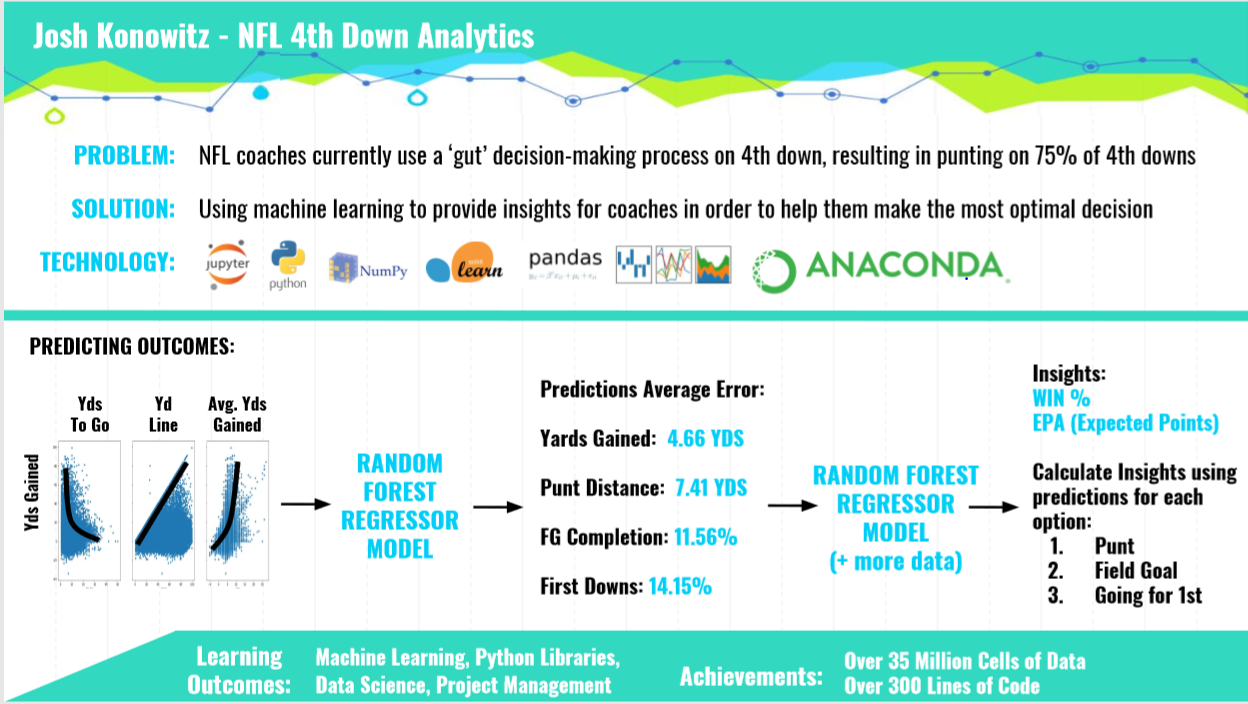 Josh Konowitz - NFL 4th Down Analytics
PROBLEM: NFL coaches currently use a ‘gut’ decision-making process on 4th down, resulting in punting on 75% of 4th downs
SOLUTION: Using machine learning to provide insights for coaches in order to help them make the most optimal decision
TECHNOLOGY:
jupyter
python
NumPy
learn
pandas
ANACONDA
PREDICTING OUTCOMES:
Yds
To Go
Yd
Line
Avg. Yds
Gained
Yds Gained
RANDOM
FOREST
REGRESSOR
MODEL
Predictions Average Error:
Yards Gained: 4.66 YDS
Punt Distance: 7.41 YDS
FG Completion: 11.56%
First Downs: 14.15%
RANDOM FOREST
REGRESSOR
MODEL
(+ more data)
Insights:
WIN %
EPA (Expected Points)
Calculate Insights using
predictions for each
option:
1. Punt
2. Field Goal
3. Going for 1st
Learning
Outcomes:
Machine Learning, Python Libraries,
Data Science, Project Management
Achievements:
Over 35 Million Cells of Data
Over 300 Lines of Code